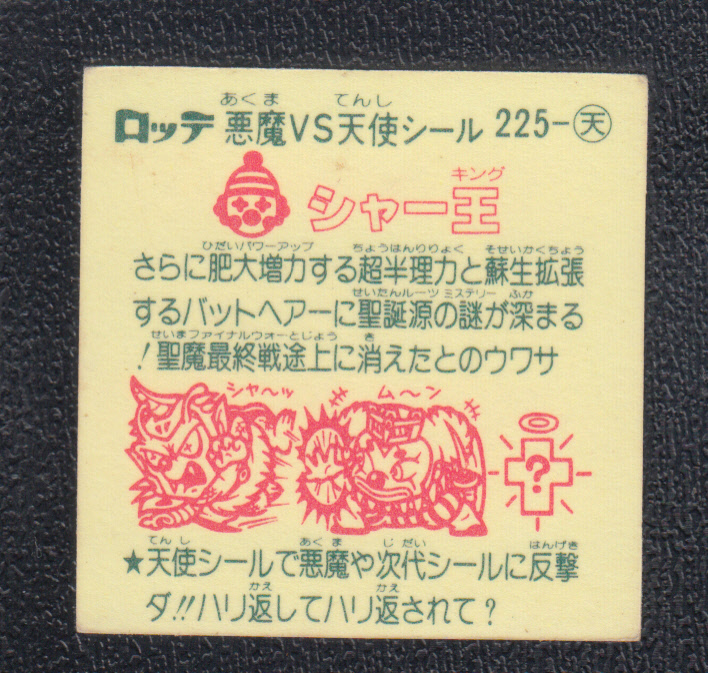 あくま てんし
ロッテ 悪魔VS天使シール 225-天
キング
シャー王
ひだいパワーアップ ちょうはんりりょく そせいかくちょう
さらに肥大増力する超半理力と蘇生拡張
せいたんルーツ ミステリー ふか
するバットヘアーに聖誕源の謎が深まる
せいまファイナルウォーとじょう き
!聖魔最終戦途上に消えたとのウワサ
シャ〜ッ ム〜ン
?
てんし あくま じだい はんげき
★天使シールで悪魔や次代シールに反撃
かえ かえ
ダ!!ハリ返してハリ返されて?